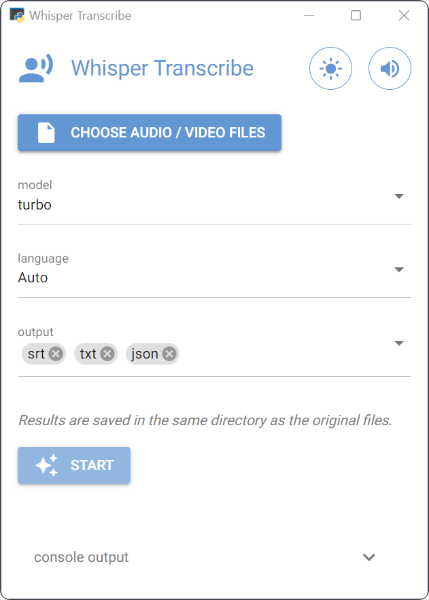 Whisper Transcribe
Whisper Transcribe
CHOOSE AUDIO / VIDEO FILES
model
turbo
language
Auto
output
srt txt json
Results are saved in the same directory as the original files.
START
console output